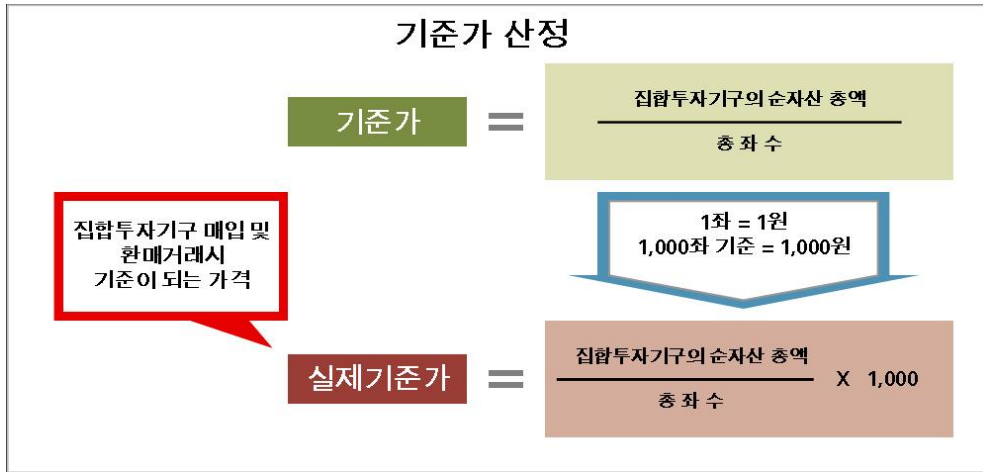 기준가 산정
기준가
=
집합투자기구의 순자산 총액
총 좌 수
집합투자기구 매입 및
환매거래시
기준이 되는 가격
1좌 = 1원
1,000좌 기준 = 1,000원
실제기준가
=
집합투자기구의 순자산 총액
총 좌 수
X 1,000